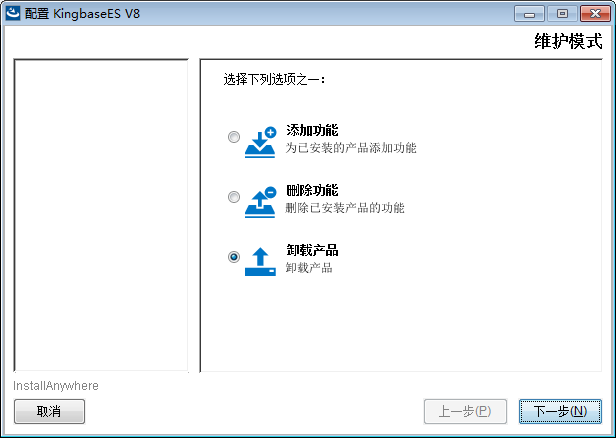 配置 KingbaseES V8
维护模式
选择下列选项之一：
添加功能
为已安装的产品添加功能
删除功能
删除已安装产品的功能
卸载产品
卸载产品
InstallAnywhere
取消
上一步(P)
下一步(N)